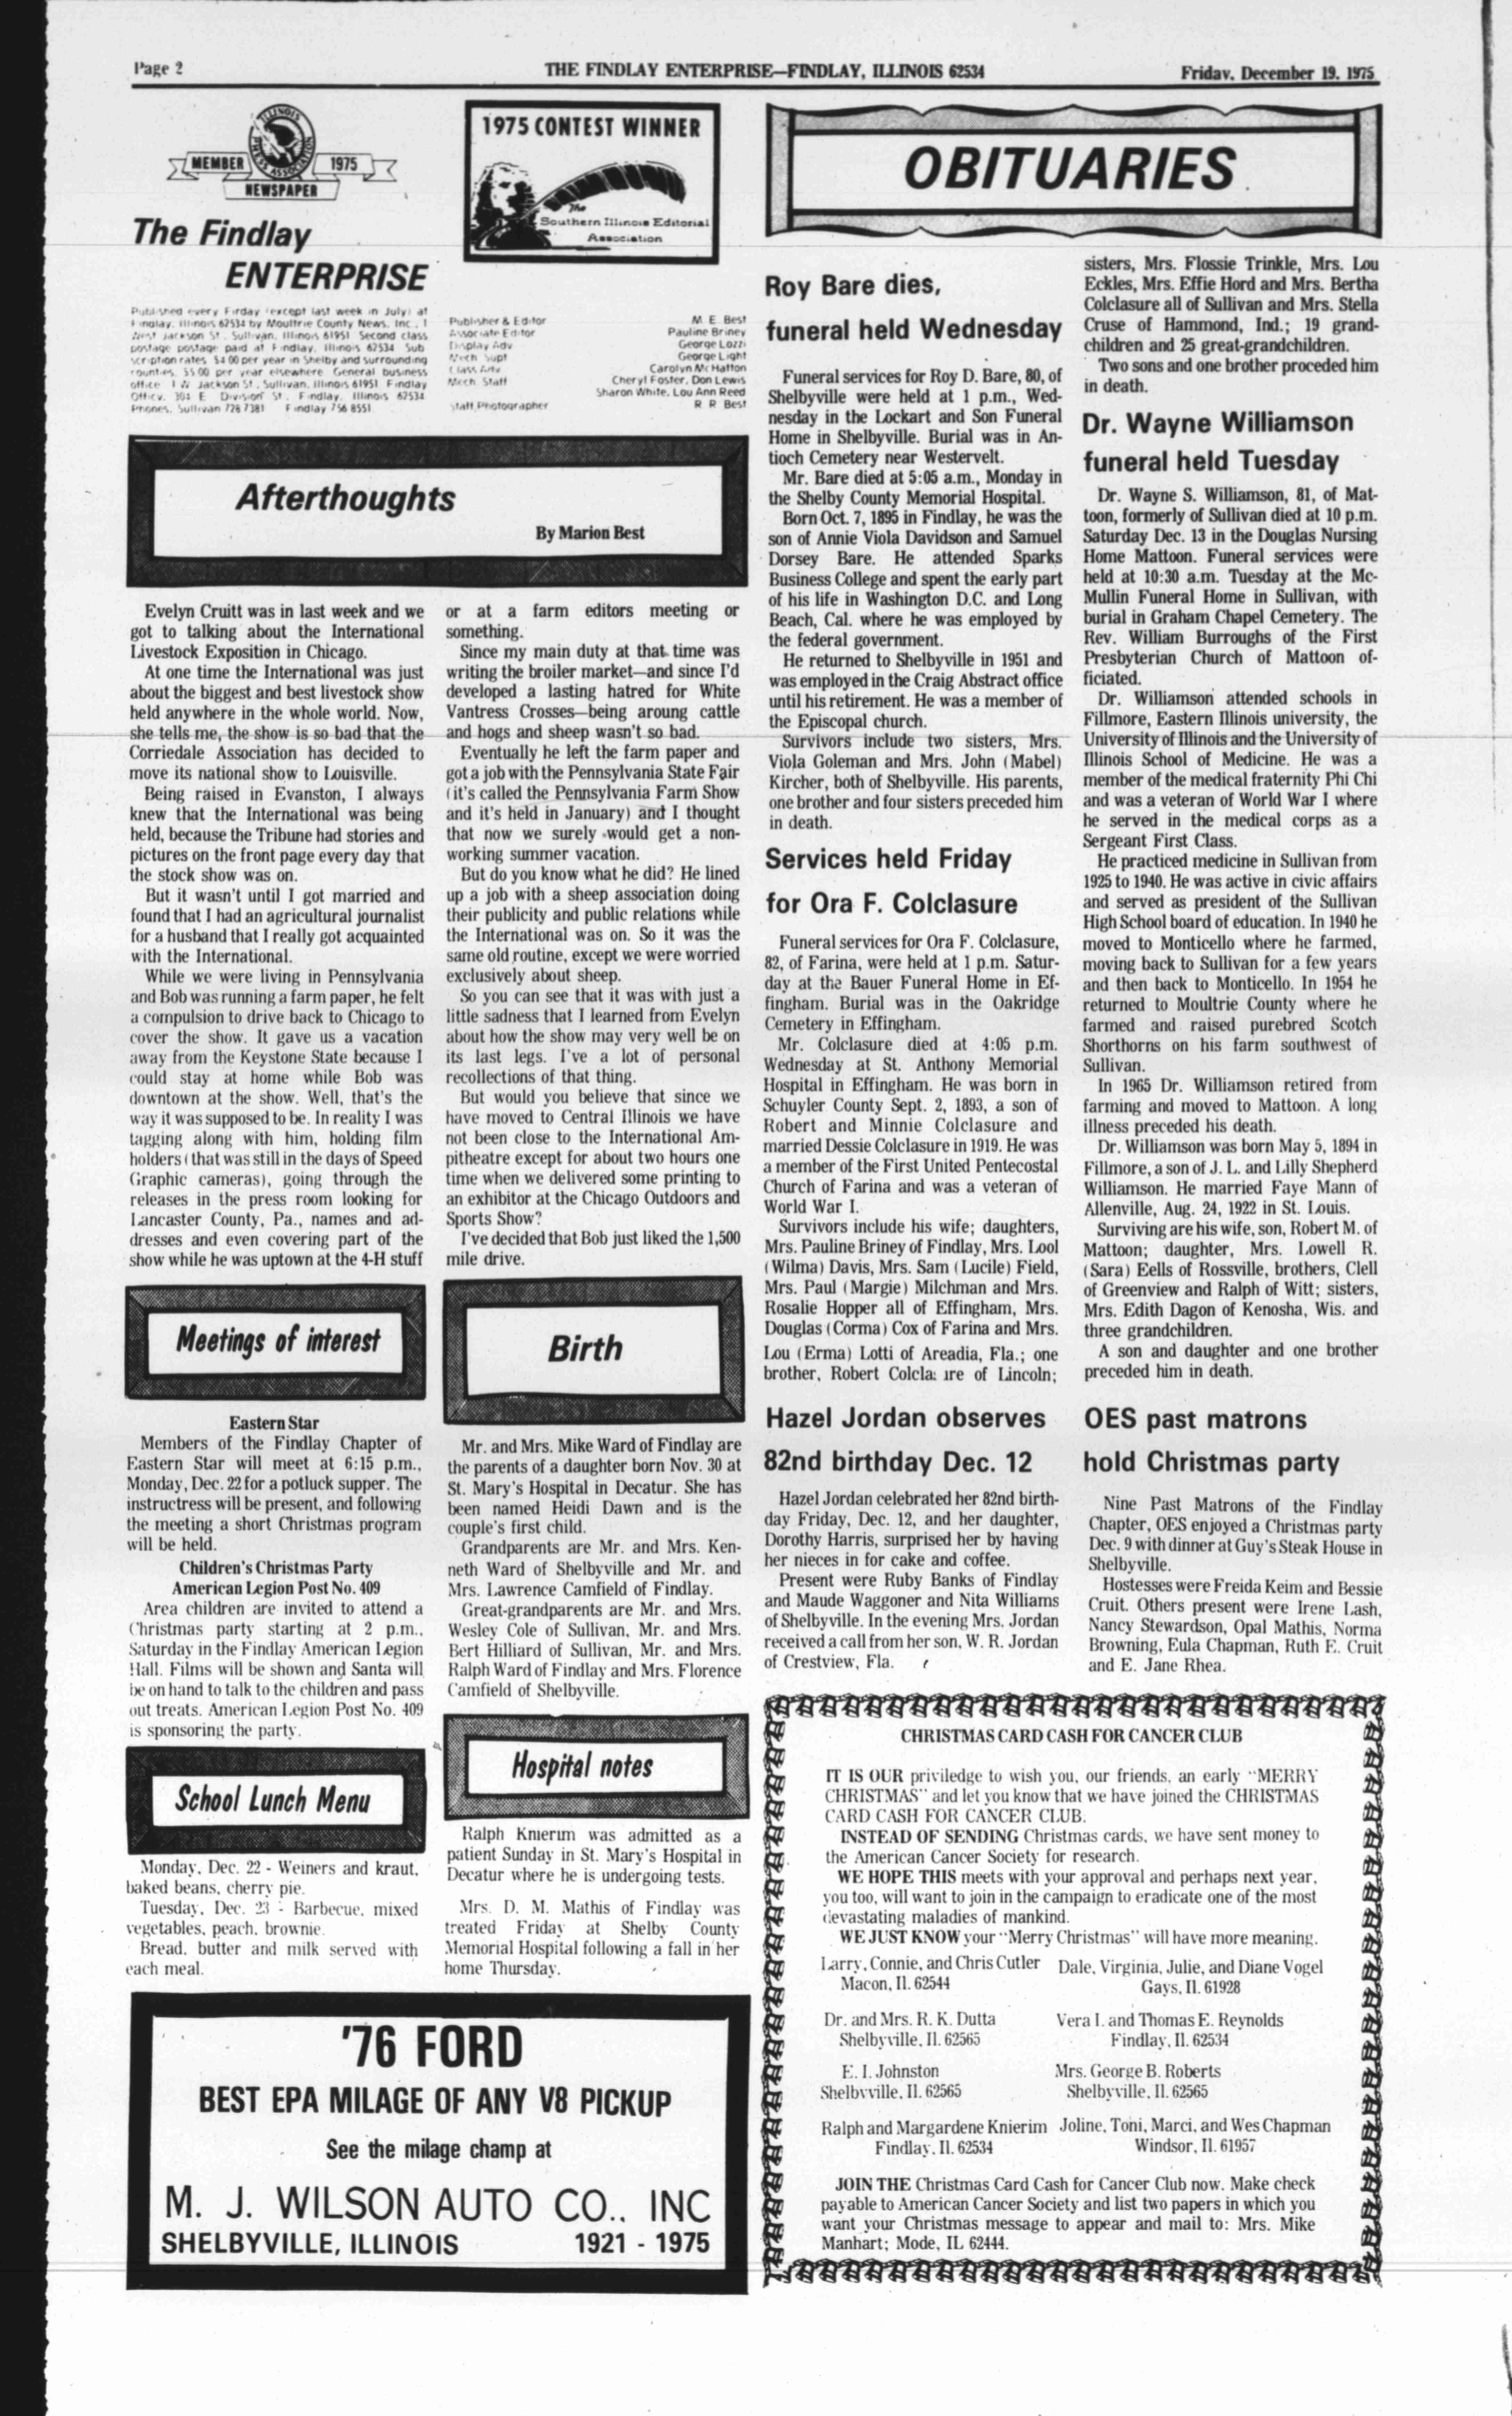 Page 2
THE FINDLAY ENTERPRISE—FINDLAY, ILLINOIS 62534
Friday, December 19, 1975
ILLINOIS PRESS ASSOCIATION
MEMBER 1975
NEWSPAPER
The Findlay
ENTERPRISE
1975 CONTEST WINNER
The
Southern Illinois Editorial
Association
Published every Firday (except last week in July) at
Findlay, Illinois 62534 by Moultrie County News, Inc., 1
West Jackson St., Sullivan, Illinois 61951 Second class
postage postage paid at Findlay, Illinois 62534 Sub
scription rates $4.00 per year in Shelby and surrounding
counties, $5.00 per year elsewhere General business
office 1 W Jackson St., Sullivan, Illinois 61951 Findlay
Office, 304 E Division St., Findlay, Illinois 62534
Phones, Sullivan 728 7381 Findlay 756 8551
Publisher & Editor M. E. Best
Associate Editor Pauline Briney
Display Adv George Lozzi
Mech Supt George Light
Class Adv Carolyn McHatton
Mech. Staff Cheryl Foster, Don Lewis
Sharon White, Lou Ann Reed
Staff Photographer R R Best
Afterthoughts
By Marion Best
Evelyn Cruitt was in last week and we
got to talking about the International
Livestock Exposition in Chicago.
At one time the International was just
about the biggest and best livestock show
held anywhere in the whole world. Now,
she tells me, the show is so bad that the
Corriedale Association has decided to
move its national show to Louisville.
Being raised in Evanston, I always
knew that the International was being
held, because the Tribune had stories and
pictures on the front page every day that
the stock show was on.
But it wasn't until I got married and
found that I had an agricultural journalist
for a husband that I really got acquainted
with the International.
While we were living in Pennsylvania
and Bob was running a farm paper, he felt
a compulsion to drive back to Chicago to
cover the show. It gave us a vacation
away from the Keystone State because I
could stay at home while Bob was
downtown at the show. Well, that's the
way it was supposed to be. In reality I was
tagging along with him, holding film
holders (that was still in the days of Speed
Graphic cameras), going through the
releases in the press room looking for
Lancaster County, Pa., names and ad-
dresses and even covering part of the
show while he was uptown at the 4-H stuff
or at a farm editors meeting or
something.
Since my main duty at that time was
writing the broiler market—and since I'd
developed a lasting hatred for White
Vantress Crosses—being aroung cattle
and hogs and sheep wasn't so bad.
Eventually he left the farm paper and
got a job with the Pennsylvania State Fair
(it's called the Pennsylvania Farm Show
and it's held in January) and I thought
that now we surely would get a non-
working summer vacation.
But do you know what he did? He lined
up a job with a sheep association doing
their publicity and public relations while
the International was on. So it was the
same old routine, except we were worried
exclusively about sheep.
So you can see that it was with just a
little sadness that I learned from Evelyn
about how the show may very well be on
its last legs. I've a lot of personal
recollections of that thing.
But would you believe that since we
have moved to Central Illinois we have
not been close to the International Am-
pitheatre except for about two hours one
time when we delivered some printing to
an exhibitor at the Chicago Outdoors and
Sports Show?
I've decided that Bob just liked the 1,500
mile drive.
Meetings of interest
Eastern Star
Members of the Findlay Chapter of
Eastern Star will meet at 6:15 p.m.,
Monday, Dec. 22 for a potluck supper. The
instructress will be present, and following
the meeting a short Christmas program
will be held.
Children's Christmas Party
American Legion Post No. 409
Area children are invited to attend a
Christmas party starting at 2 p.m.,
Saturday in the Findlay American Legion
Hall. Films will be shown and Santa will
be on hand to talk to the children and pass
out treats. American Legion Post No. 409
is sponsoring the party.
School Lunch Menu
Monday, Dec. 22 - Weiners and kraut,
baked beans, cherry pie.
Tuesday, Dec. 23 - Barbecue, mixed
vegetables, peach, brownie.
Bread, butter and milk served with
each meal.
Birth
Mr. and Mrs. Mike Ward of Findlay are
the parents of a daughter born Nov. 30 at
St. Mary's Hospital in Decatur. She has
been named Heidi Dawn and is the
couple's first child.
Grandparents are Mr. and Mrs. Ken-
neth Ward of Shelbyville and Mr. and
Mrs. Lawrence Camfield of Findlay.
Great-grandparents are Mr. and Mrs.
Wesley Cole of Sullivan, Mr. and Mrs.
Bert Hilliard of Sullivan, Mr. and Mrs.
Ralph Ward of Findlay and Mrs. Florence
Camfield of Shelbyville.
Hospital notes
Ralph Knierim was admitted as a
patient Sunday in St. Mary's Hospital in
Decatur where he is undergoing tests.
Mrs. D. M. Mathis of Findlay was
treated Friday at Shelby County
Memorial Hospital following a fall in her
home Thursday.
'76 FORD
BEST EPA MILAGE OF ANY V8 PICKUP
See the milage champ at
M. J. WILSON AUTO CO., INC
SHELBYVILLE, ILLINOIS 1921 - 1975
OBITUARIES
Roy Bare dies,
funeral held Wednesday
Funeral services for Roy D. Bare, 80, of
Shelbyville were held at 1 p.m., Wed-
nesday in the Lockart and Son Funeral
Home in Shelbyville. Burial was in An-
tioch Cemetery near Westervelt.
Mr. Bare died at 5:05 a.m., Monday in
the Shelby County Memorial Hospital.
Born Oct. 7, 1895 in Findlay, he was the
son of Annie Viola Davidson and Samuel
Dorsey Bare. He attended Sparks
Business College and spent the early part
of his life in Washington D.C. and Long
Beach, Cal. where he was employed by
the federal government.
He returned to Shelbyville in 1951 and
was employed in the Craig Abstract office
until his retirement. He was a member of
the Episcopal church.
Survivors include two sisters, Mrs.
Viola Goleman and Mrs. John (Mabel)
Kircher, both of Shelbyville. His parents,
one brother and four sisters preceded him
in death.
Services held Friday
for Ora F. Colclasure
Funeral services for Ora F. Colclasure,
82, of Farina, were held at 1 p.m. Satur-
day at the Bauer Funeral Home in Ef-
fingham. Burial was in the Oakridge
Cemetery in Effingham.
Mr. Colclasure died at 4:05 p.m.
Wednesday at St. Anthony Memorial
Hospital in Effingham. He was born in
Schuyler County Sept. 2, 1893, a son of
Robert and Minnie Colclasure and
married Dessie Colclasure in 1919. He was
a member of the First United Pentecostal
Church of Farina and was a veteran of
World War I.
Survivors include his wife; daughters,
Mrs. Pauline Briney of Findlay, Mrs. Lool
(Wilma) Davis, Mrs. Sam (Lucile) Field,
Mrs. Paul (Margie) Milchman and Mrs.
Rosalie Hopper all of Effingham, Mrs.
Douglas (Corma) Cox of Farina and Mrs.
Lou (Erma) Lotti of Areadia, Fla.; one
brother, Robert of Lincoln;
sisters, Mrs. Flossie Trinkle, Mrs. Lou
Eckles, Mrs. Effie Hord and Mrs. Bertha
Colclasure all of Sullivan and Mrs. Stella
Cruse of Hammond, Ind.; 19 grand-
children and 25 great-grandchildren.
Two sons and one brother proceded him
in death.
Dr. Wayne Williamson
funeral held Tuesday
Dr. Wayne S. Williamson, 81, of Mat-
toon, formerly of Sullivan died at 10 p.m.
Saturday Dec. 13 in the Douglas Nursing
Home Mattoon. Funeral services were
held at 10:30 a.m. Tuesday at the Mc-
Mullin Funeral Home in Sullivan, with
burial in Graham Chapel Cemetery. The
Rev. William Burroughs of the First
Presbyterian Church of Mattoon of-
ficiated.
Dr. Williamson attended schools in
Fillmore, Eastern Illinois university, the
University of Illinois and the University of
Illinois School of Medicine. He was a
member of the medical fraternity Phi Chi
and was a veteran of World War I where
he served in the medical corps as a
Sergeant First Class.
He practiced medicine in Sullivan from
1925 to 1940. He was active in civic affairs
and served as president of the Sullivan
High School board of education. In 1940 he
moved to Monticello where he farmed,
moving back to Sullivan for a few years
and then back to Monticello. In 1954 he
returned to Moultrie County where he
farmed and raised purebred Scotch
Shorthorns on his farm southwest of
Sullivan.
In 1965 Dr. Williamson retired from
farming and moved to Mattoon. A long
illness preceded his death.
Dr. Williamson was born May 5, 1894 in
Fillmore, a son of J. L. and Lilly Shepherd
Williamson. He married Faye Mann of
Allenville, Aug. 24, 1922 in St. Louis.
Surviving are his wife, son, Robert M. of
Mattoon; daughter, Mrs. Lowell R.
(Sara) Eells of Rossville, brothers, Clell
of Greenview and Ralph of Witt; sisters,
Mrs. Edith Dagon of Kenosha, Wis. and
three grandchildren.
A son and daughter and one brother
preceded him in death.
Hazel Jordan observes
82nd birthday Dec. 12
Hazel Jordan celebrated her 82nd birth-
day Friday, Dec. 12, and her daughter,
Dorothy Harris, surprised her by having
her nieces in for cake and coffee.
Present were Ruby Banks of Findlay
and Maude Waggoner and Nita Williams
of Shelbyville. In the evening Mrs. Jordan
received a call from her son, W. R. Jordan
of Crestview, Fla.
OES past matrons
hold Christmas party
Nine Past Matrons of the Findlay
Chapter, OES enjoyed a Christmas party
Dec. 9 with dinner at Guy's Steak House in
Shelbyville.
Hostesses were Freida Keim and Bessie
Cruit. Others present were Irene Lash,
Nancy Stewardson, Opal Mathis, Norma
Browning, Eula Chapman, Ruth E. Cruit
and E. Jane Rhea.
CHRISTMAS CARD CASH FOR CANCER CLUB
IT IS OUR priviledge to wish you, our friends, an early "MERRY
CHRISTMAS" and let you know that we have joined the CHRISTMAS
CARD CASH FOR CANCER CLUB.
INSTEAD OF SENDING Christmas cards, we have sent money to
the American Cancer Society for research.
WE HOPE THIS meets with your approval and perhaps next year,
you too, will want to join in the campaign to eradicate one of the most
devastating maladies of mankind.
WE JUST KNOW your "Merry Christmas" will have more meaning.
Larry, Connie, and Chris Cutler Dale, Virginia, Julie, and Diane Vogel
Macon, Il. 62544 Gays, Il. 61928
Dr. and Mrs. R. K. Dutta Vera I. and Thomas E. Reynolds
Shelbyville, Il. 62565 Findlay, Il. 62534
E. I. Johnston Mrs. George B. Roberts
Shelbyville, Il. 62565 Shelbyville, Il. 62565
Ralph and Margardene Knierim Joline, Toni, Marci, and Wes Chapman
Findlay, Il. 62534 Windsor, Il. 61957
JOIN THE Christmas Card Cash for Cancer Club now. Make check
payable to American Cancer Society and list two papers in which you
want your Christmas message to appear and mail to: Mrs. Mike
Manhart; Mode, IL 62444.